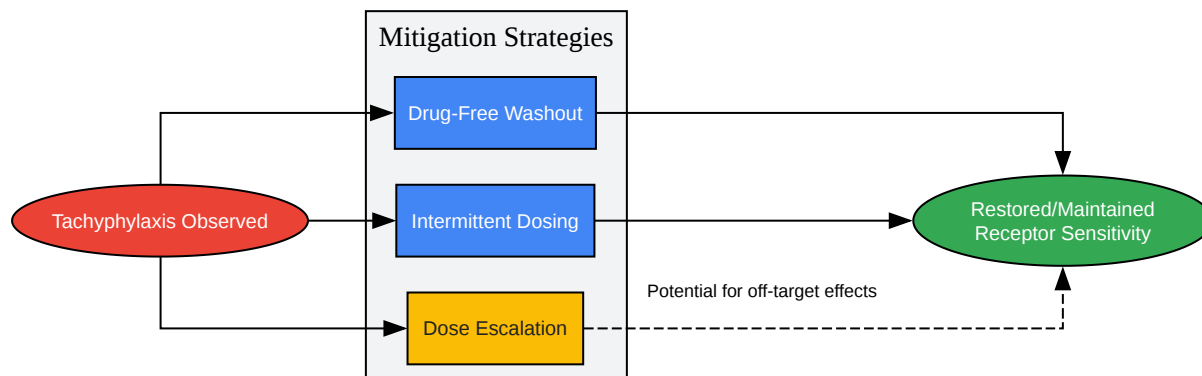 Mitigation Strategies
Drug-Free Washout
Tachyphylaxis Observed
Intermittent Dosing
Restored/Maintained
Receptor Sensitivity
Potential for off-target effects
Dose Escalation